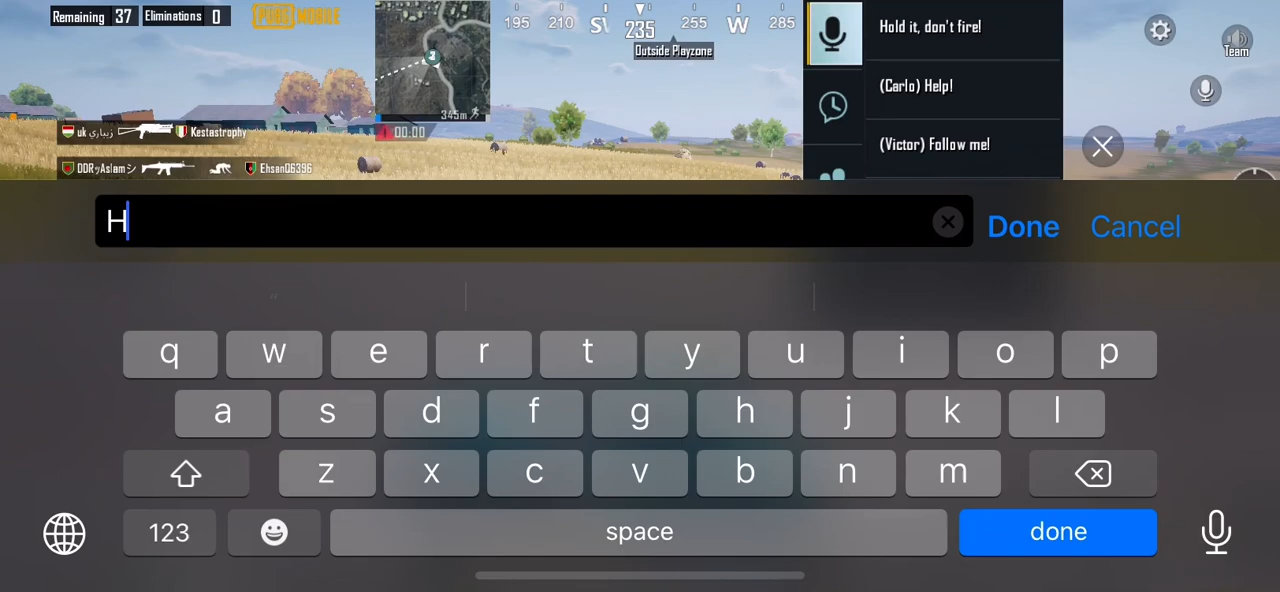 Remaining 37 Eliminations 0
PUBG MOBILE
195 210 SW 235 255 W 285
Outside Playzone
345m
00:00
uk زيباري Kestastrophy
DDRッAslamシ Ehsan06396
Hold it, don't fire!
(Carlo) Help!
(Victor) Follow me!
Team
H
Done Cancel
q w e r t y u i o p
a s d f g h j k l
z x c v b n m
123 space done